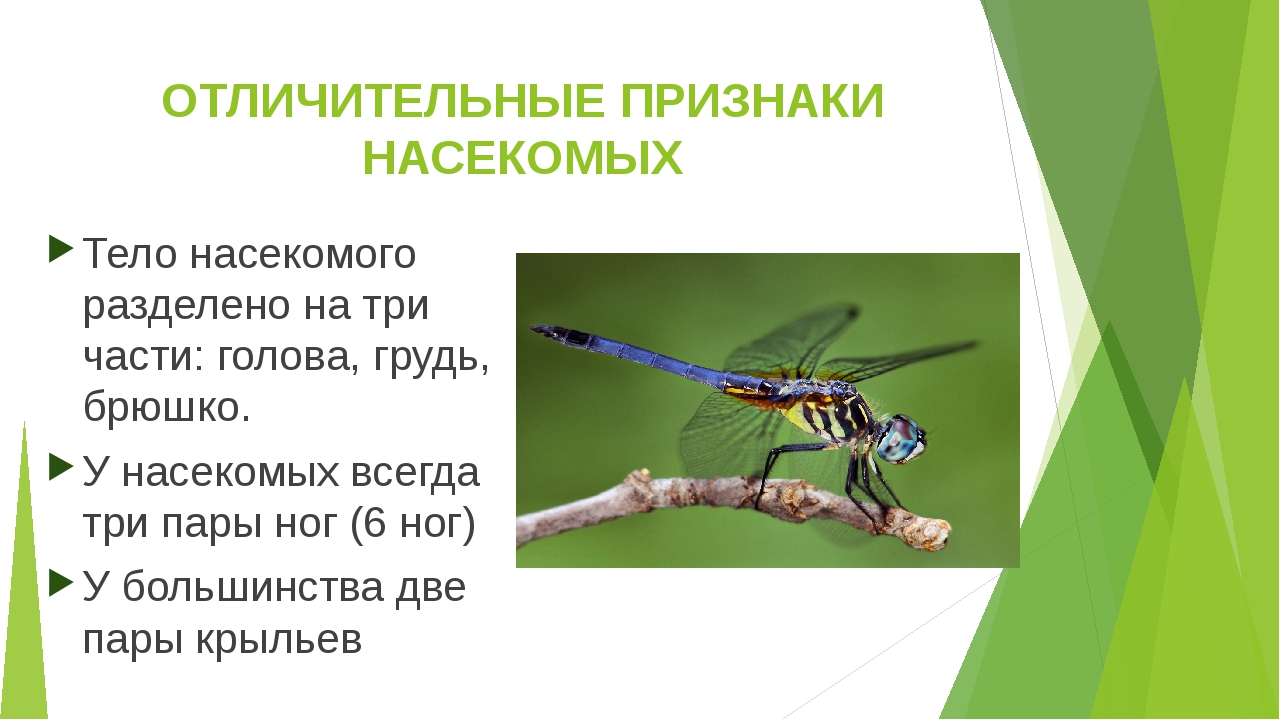 ОТЛИЧИТЕЛЬНЫЕ ПРИЗНАКИ
НАСЕКОМЫХ
Тело насекомого
разделено на три
части: голова, грудь,
брюшко.
У насекомых всегда
три пары ног (6 ног)
У большинства две
пары крыльев